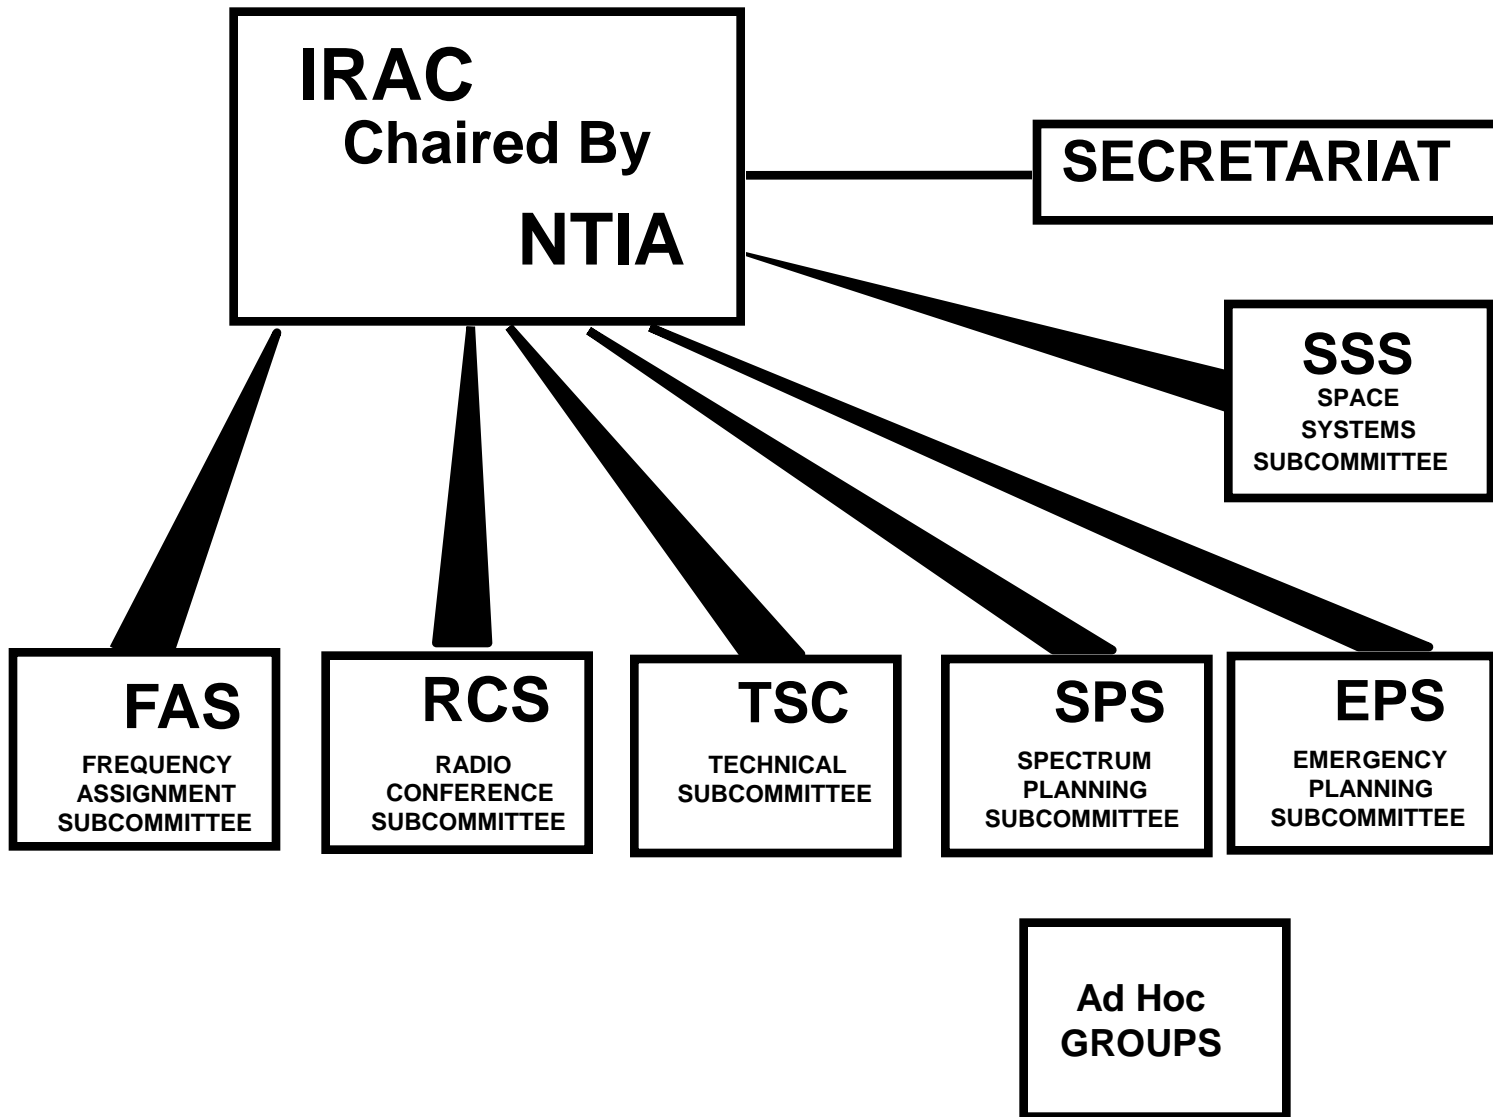 IRAC
Chaired By
NTIA
SECRETARIAT
SSS
SPACE
SYSTEMS
SUBCOMMITTEE
FAS
FREQUENCY
ASSIGNMENT
SUBCOMMITTEE
RCS
RADIO
CONFERENCE
SUBCOMMITTEE
TSC
TECHNICAL
SUBCOMMITTEE
SPS
SPECTRUM
PLANNING
SUBCOMMITTEE
EPS
EMERGENCY
PLANNING
SUBCOMMITTEE
Ad Hoc
GROUPS